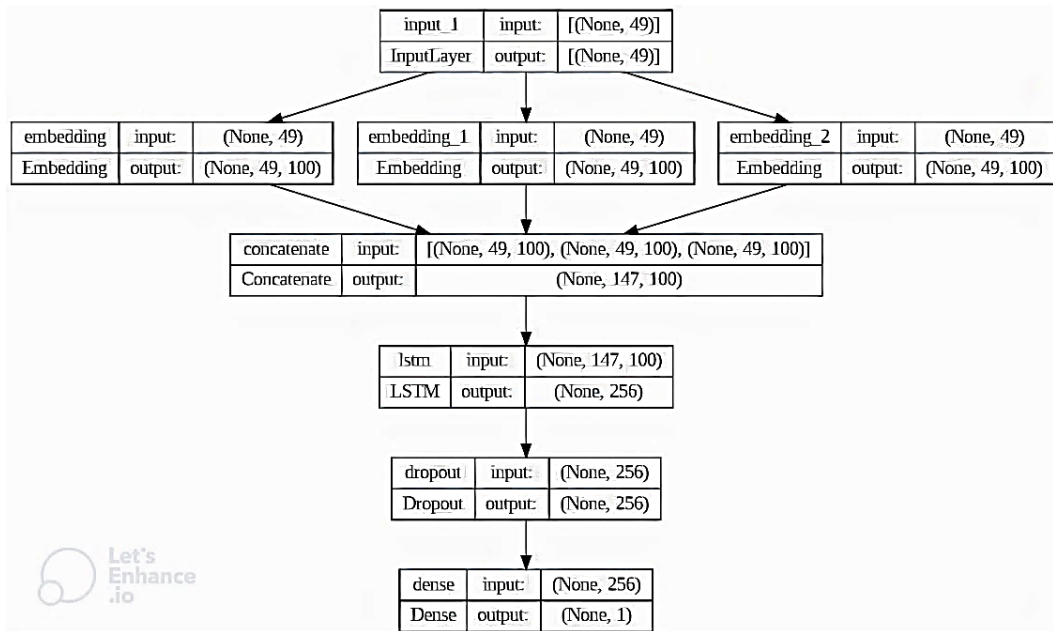 input_1 input: [(None, 49)]
InputLayer output: [(None, 49)]
embedding input: (None, 49)
Embedding output: (None, 49, 100)
embedding_1 input: (None, 49)
Embedding output: (None, 49, 100)
embedding_2 input: (None, 49)
Embedding output: (None, 49, 100)
concatenate input: [(None, 49, 100), (None, 49, 100), (None, 49, 100)]
Concatenate output: (None, 147, 100)
lstm input: (None, 147, 100)
LSTM output: (None, 256)
dropout input: (None, 256)
Dropout output: (None, 256)
dense input: (None, 256)
Dense output: (None, 1)
Let's
Enhance
.io